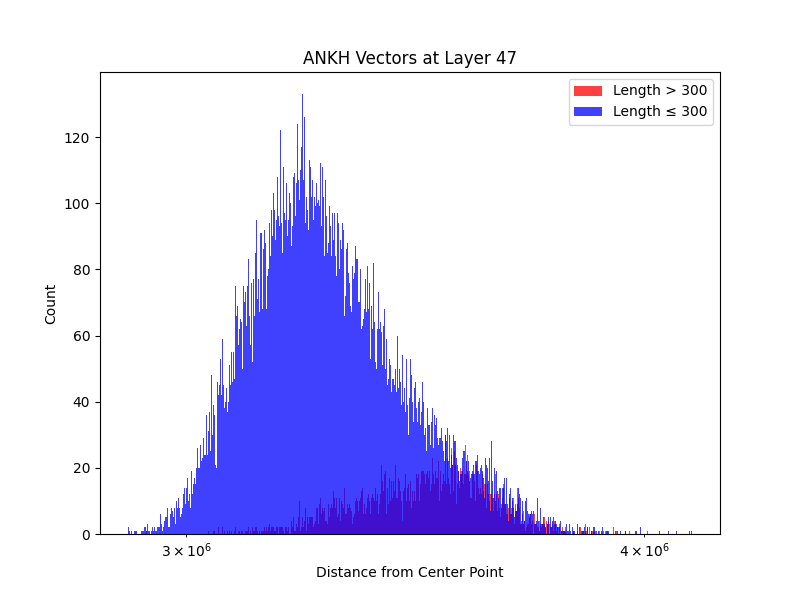 ANKH Vectors at Layer 47
Length > 300
Length ≤ 300
Count
120
100
80
60
40
20
0
3 × 10⁶
4 × 10⁶
Distance from Center Point